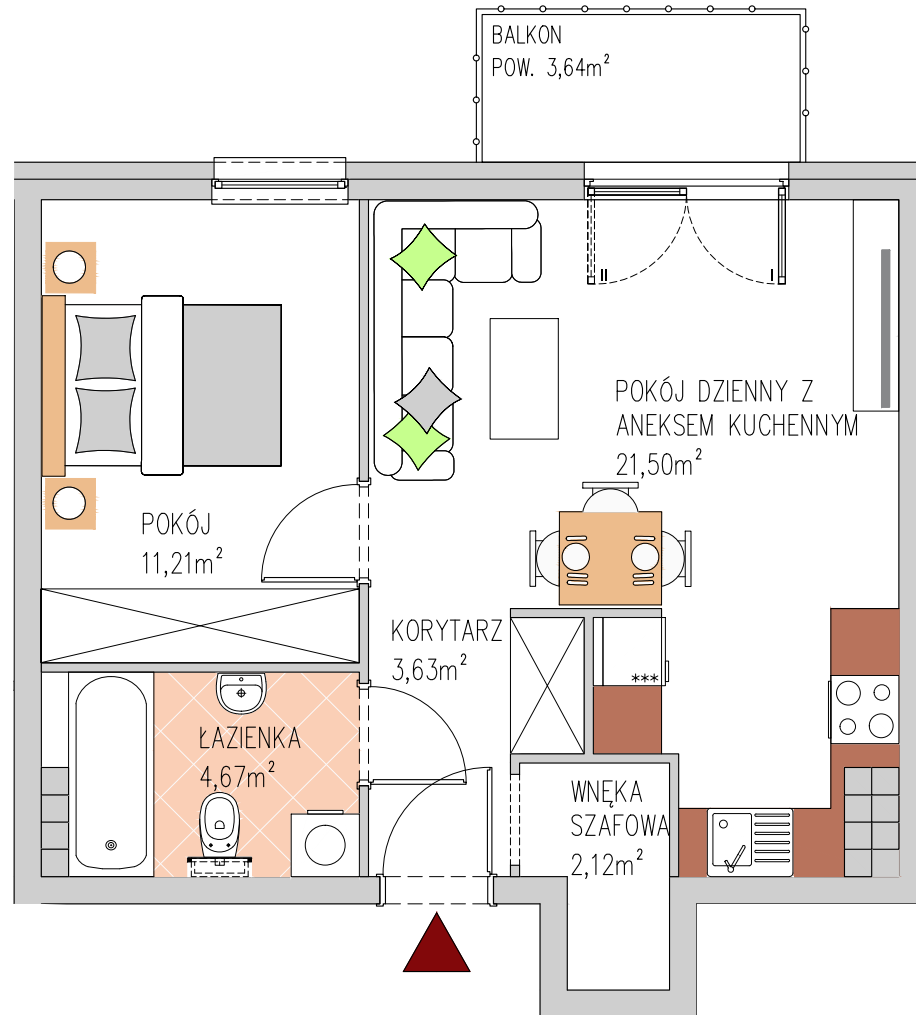 BALKON
POW. 3,64m²
POKÓJ DZIENNY Z
ANEKSEM KUCHENNYM
21,50m²
POKÓJ
11,21m²
KORYTARZ
3,63m²
***
ŁAZIENKA
4,67m²
WNĘKA
SZAFOWA
2,12m²